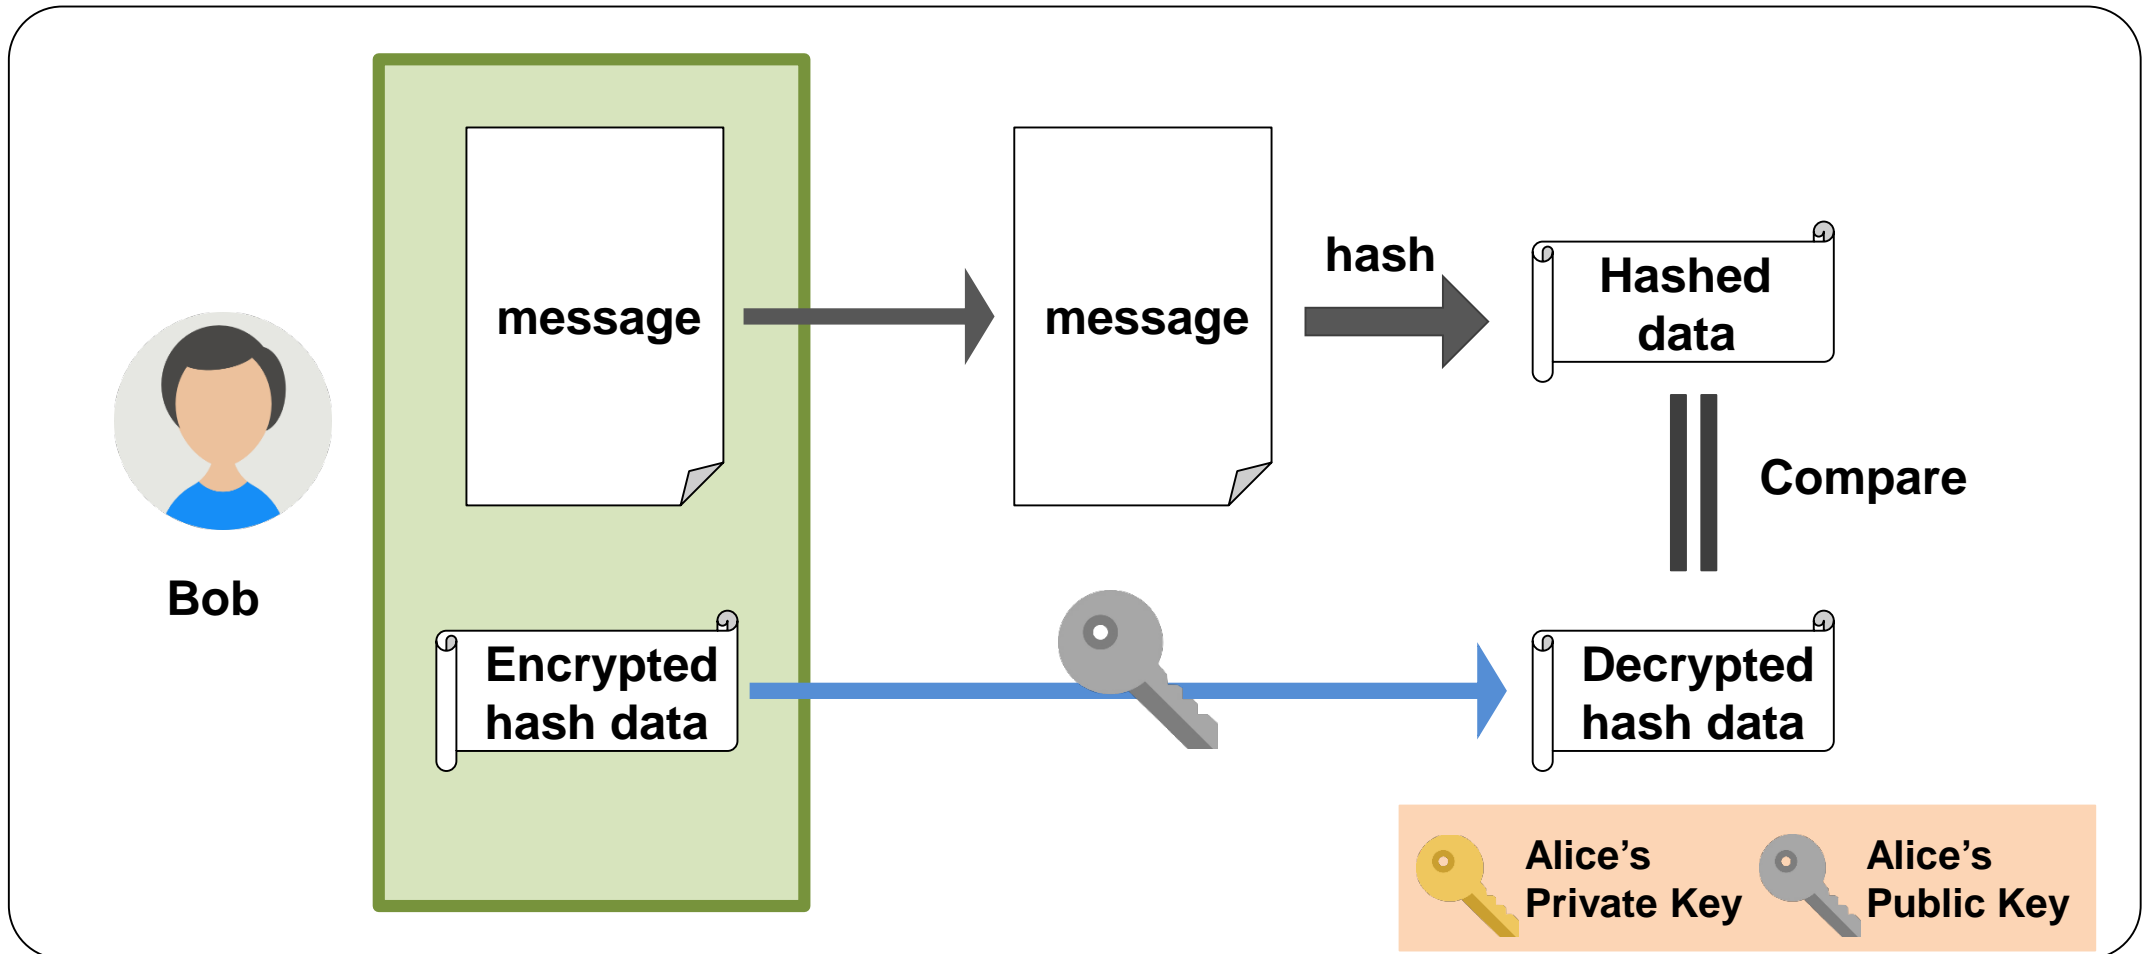 message
message
hash
Hashed
data
Compare
Bob
Encrypted
hash data
Decrypted
hash data
Alice’s
Private Key
Alice’s
Public Key